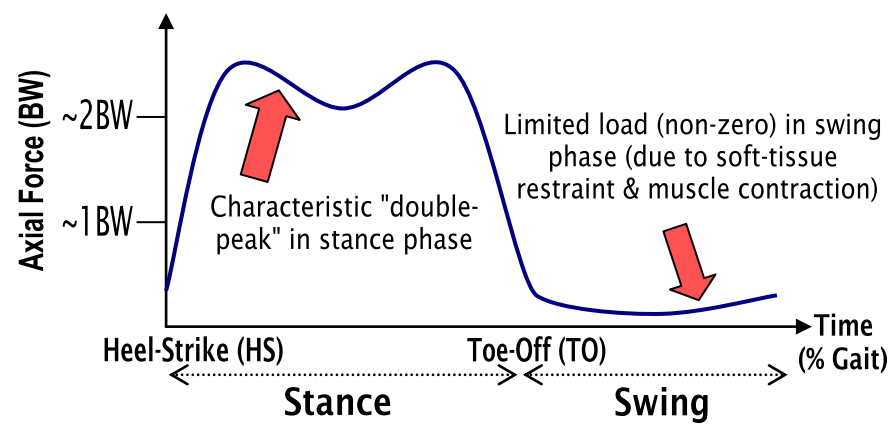 Axial Force (BW)
~2BW
~1BW
Characteristic "double-
peak" in stance phase
Limited load (non-zero) in swing
phase (due to soft-tissue
restraint & muscle contraction)
Heel-Strike (HS)
Toe-Off (TO)
Time
(% Gait)
Stance
Swing